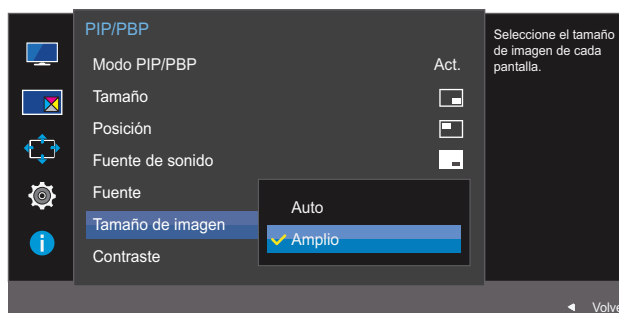 PIP/PBP
Modo PIP/PBP Act.
Tamaño
Posición
Fuente de sonido
Fuente
Tamaño de imagen
Contraste
Auto
Amplio
Seleccione el tamaño
de imagen de cada
pantalla.